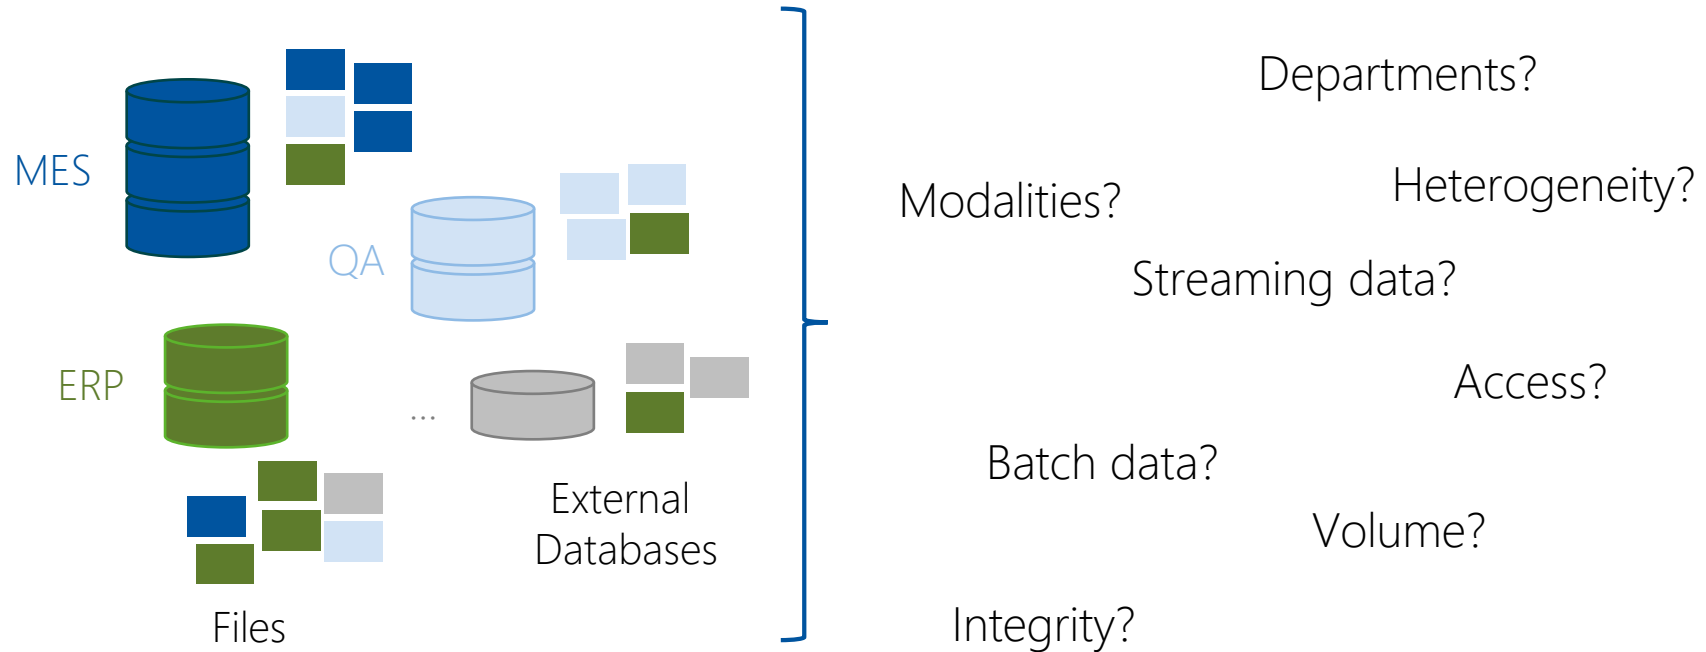 MES
QA
ERP
...
External
Databases
Files
Departments?
Modalities?
Heterogeneity?
Streaming data?
Access?
Batch data?
Volume?
Integrity?